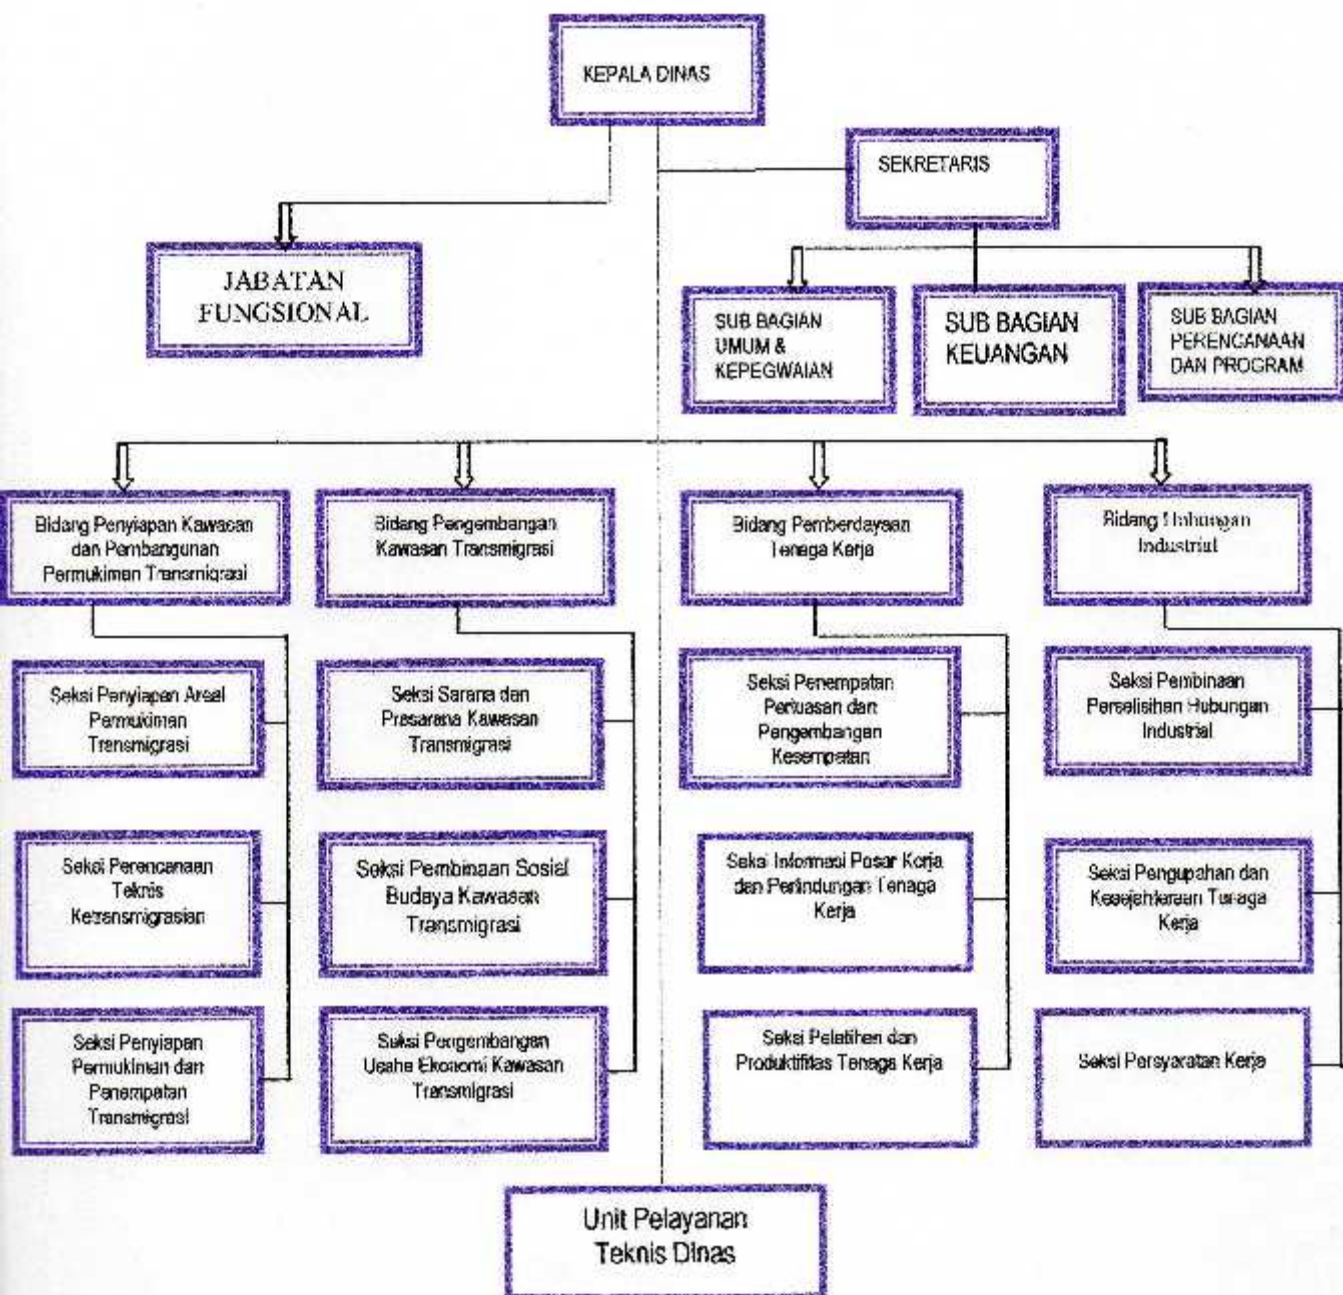 KEPALA DINAS
SEKRETARIS
JABATAN
FUNGSIONAL
SUB BAGIAN
UMUM &
KEPEGWAIAN
SUB BAGIAN
KEUANGAN
SUB BAGIAN
PERENCANAAN
DAN PROGRAM
Bidang Penyiapan Kawasan
dan Pembangunan
Permukiman Transmigrasi
Bidang Pengembangan
Kawasan Transmigrasi
Bidang Pemberdayaan
Tenaga Kerja
Bidang Hubungan
Industrial
Seksi Penyiapan Areal
Permukiman
Transmigrasi
Seksi Sarana dan
Prasarana Kawasan
Transmigrasi
Seksi Penempatan
Perluasan dan
Pengembangan
Kesempatan
Seksi Pembinaan
Perselisihan Hubungan
Industrial
Seksi Perencanaan
Teknis
Ketransmigrasian
Seksi Pembinaan Sosial
Budaya Kawasan
Transmigrasi
Seksi Informasi Pasar Kerja
dan Perlindungan Tenaga
Kerja
Seksi Pengupahan dan
Kesejahteraan Tenaga
Kerja
Seksi Penyiapan
Permukiman dan
Penempatan
Transmigrasi
Seksi Pengembangan
Usaha Ekonomi Kawasan
Transmigrasi
Seksi Pelatihan dan
Produktifitas Tenaga Kerja
Seksi Persyaratan Kerja
Unit Pelayanan
Teknis Dinas